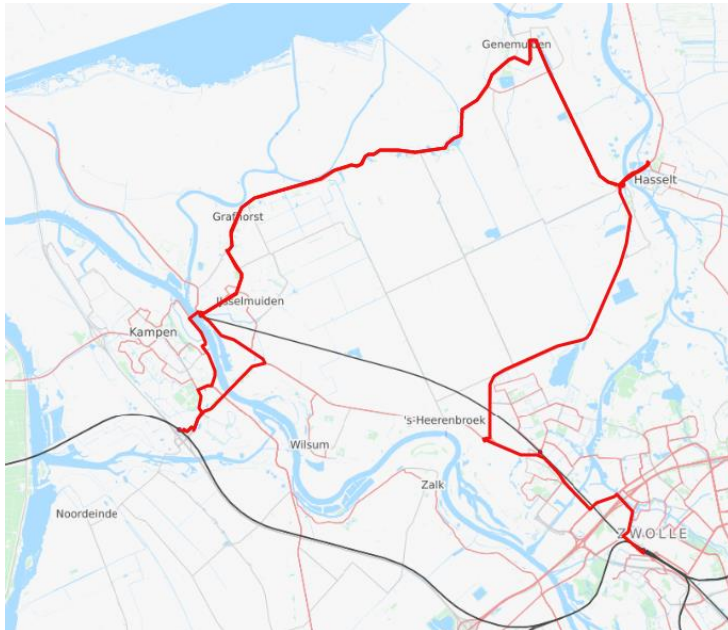 Genemuiden
Hasselt
Grafhorst
IJsselmuiden
Kampen
's-Heerenbroek
Wilsum
Zalk
Noordeinde
ZWOLLE